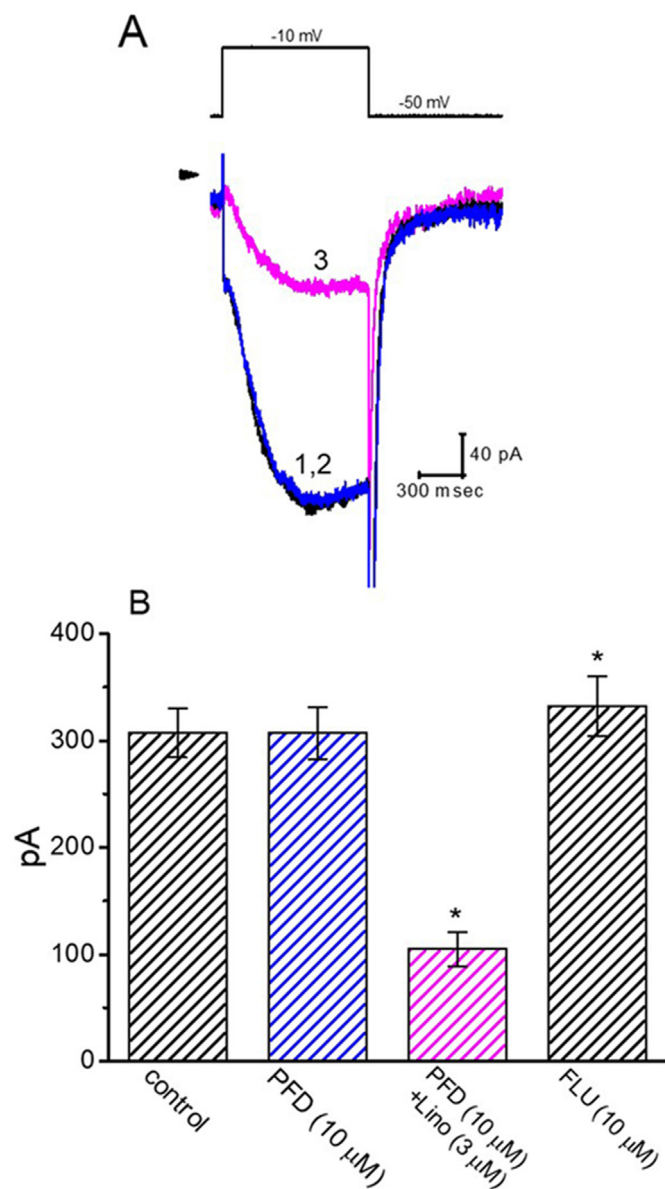 A
-10 mV
-50 mV
3
1,2
40 pA
300 msec
B
400
300
200
100
0
pA
*
*
control
PFD (10 μM)
PFD (10 μM)
+Lino (3 μM)
FLU (10 μM)